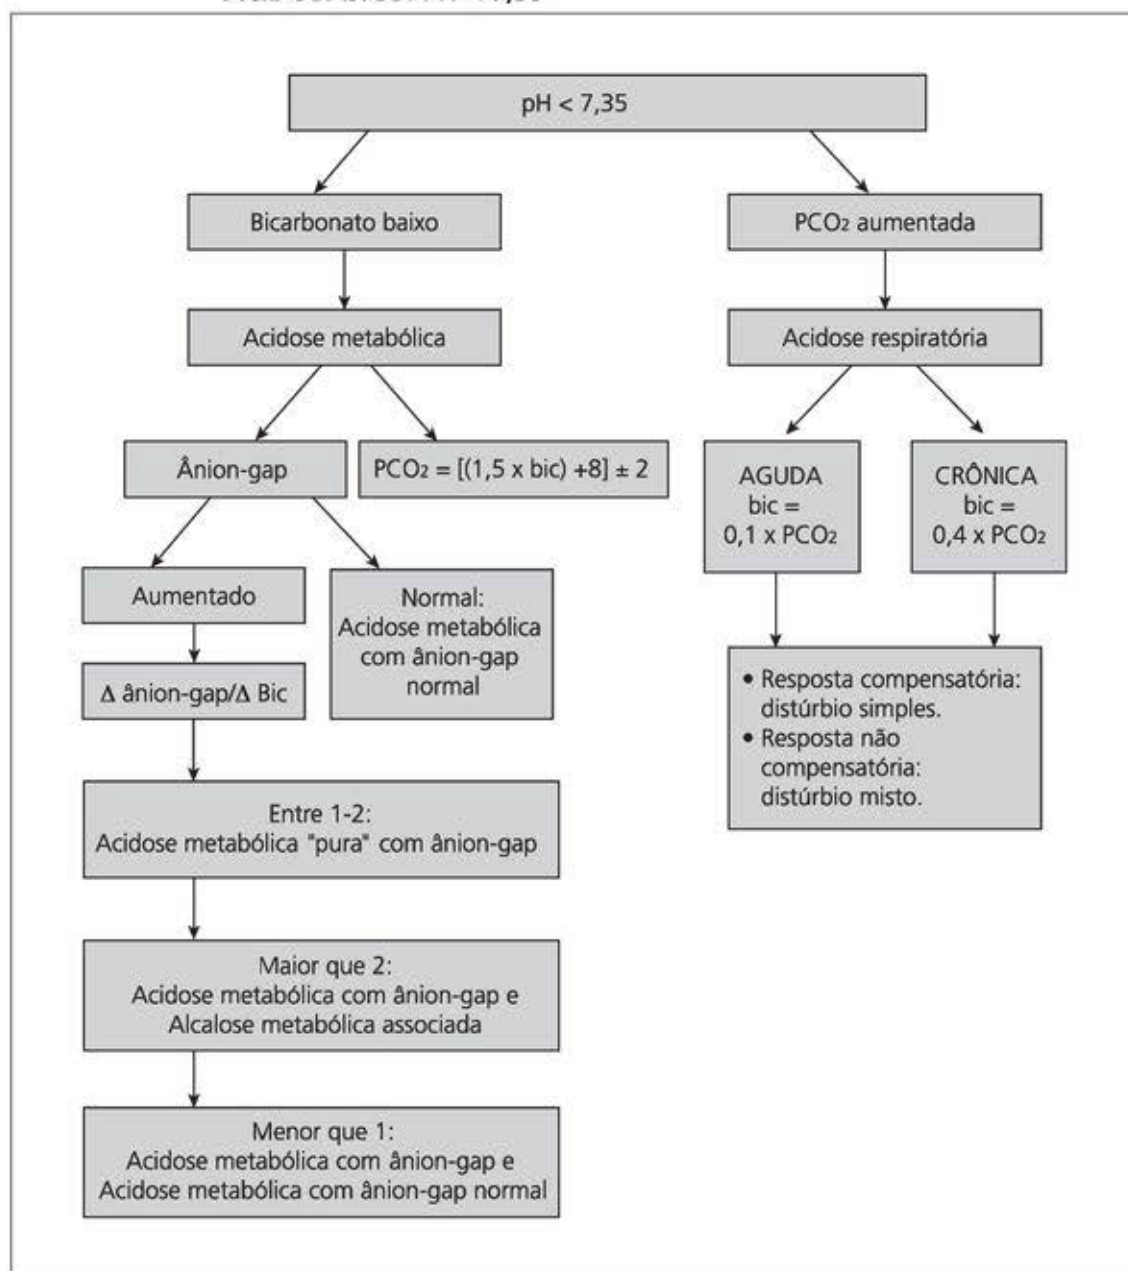 pH < 7,35
Bicarbonato baixo
PCO₂ aumentada
Acidose metabólica
Acidose respiratória
Ânion-gap
PCO₂ = [(1,5 x bic) +8] ± 2
AGUDA
bic =
0,1 x PCO₂
CRÔNICA
bic =
0,4 x PCO₂
Aumentado
Normal:
Acidose metabólica
com ânion-gap
normal
Δ ânion-gap/Δ Bic
• Resposta compensatória:
distúrbio simples.
• Resposta não
compensatória:
distúrbio misto.
Entre 1-2:
Acidose metabólica "pura" com ânion-gap
Maior que 2:
Acidose metabólica com ânion-gap e
Alcalose metabólica associada
Menor que 1:
Acidose metabólica com ânion-gap e
Acidose metabólica com ânion-gap normal